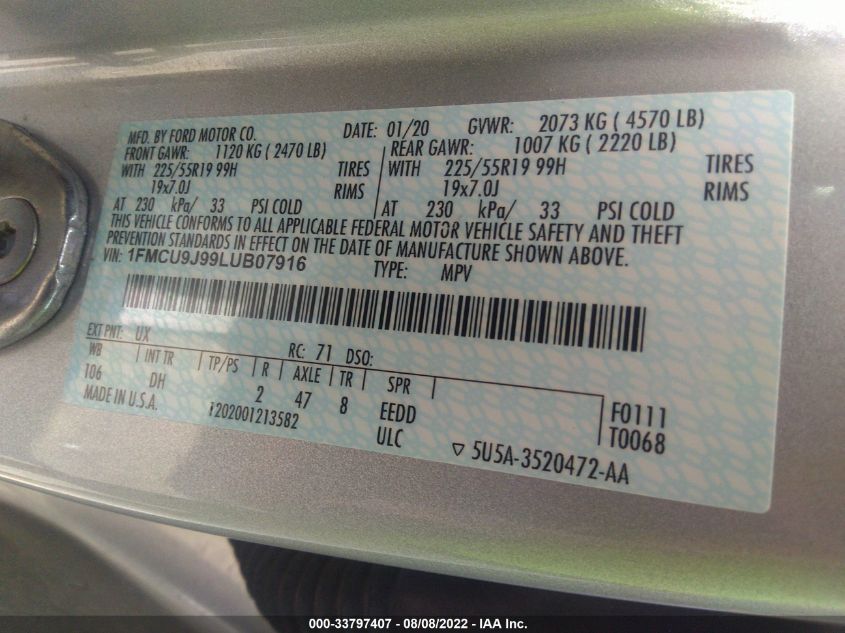 MFD. BY FORD MOTOR CO. DATE: 01/20 GVWR: 2073 KG ( 4570 LB)
FRONT GAWR: 1120 KG ( 2470 LB) REAR GAWR: 1007 KG ( 2220 LB)
WITH 225/55R19 99H TIRES WITH 225/55R19 99H TIRES
19x7.0J RIMS 19x7.0J RIMS
AT 230 kPa/ 33 PSI COLD AT 230 kPa/ 33 PSI COLD
THIS VEHICLE CONFORMS TO ALL APPLICABLE FEDERAL MOTOR VEHICLE SAFETY AND THEFT
PREVENTION STANDARDS IN EFFECT ON THE DATE OF MANUFACTURE SHOWN ABOVE.
VIN: 1FMCU9J99LUB07916 TYPE: MPV
EXT PNT: UX RC: 71 DSO:
WB INT TR TP/PS R AXLE TR SPR
106 DH 2 47 8 EEDD F0111
MADE IN U.S.A. T202001213582 ULC T0068
▽ 5U5A-3520472-AA
000-33797407 - 08/08/2022 - IAA Inc.